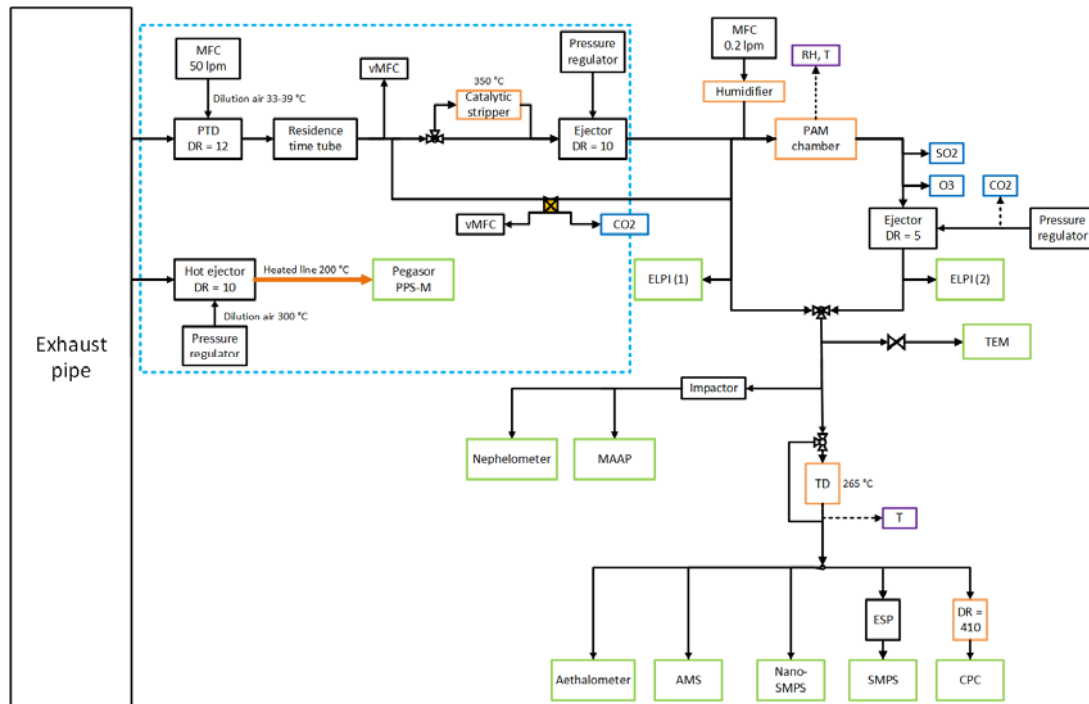 MFC
50 lpm
Dilution air 33-39 °C
PTD
DR = 12
Residence
time tube
vMFC
350 °C
Catalytic
stripper
Pressure
regulator
Ejector
DR = 10
vMFC
CO2
MFC
0.2 lpm
Humidifier
RH, T
PAM
chamber
SO2
O3
CO2
Ejector
DR = 5
Pressure
regulator
Hot ejector
DR = 10
Heated line 200 °C
Pegasor
PPS-M
Dilution air 300 °C
Pressure
regulator
Exhaust
pipe
ELPI (1)
ELPI (2)
TEM
Impactor
Nephelometer
MAAP
TD
265 °C
T
ESP
DR =
410
Aethalometer
AMS
Nano-
SMPS
SMPS
CPC